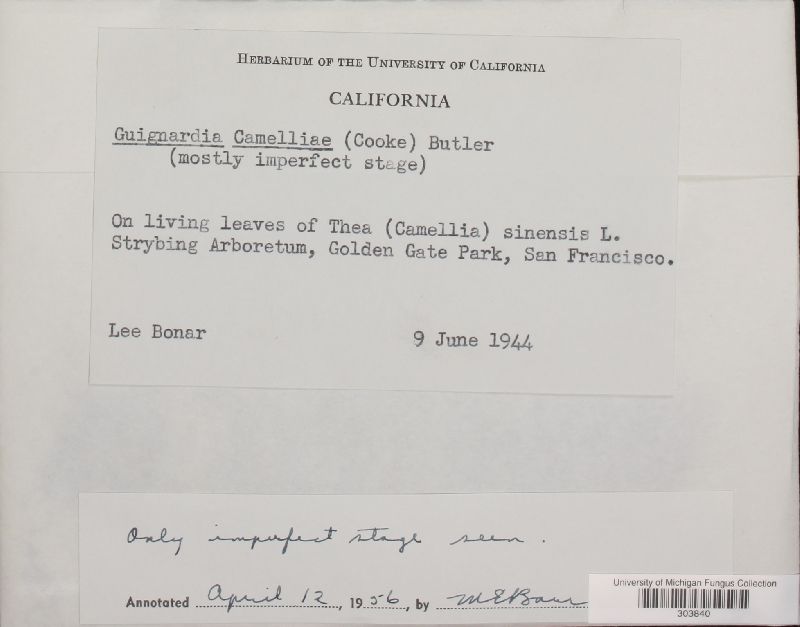 HERBARIUM OF THE UNIVERSITY OF CALIFORNIA
CALIFORNIA
Guignardia Camelliae (Cooke) Butler
(mostly imperfect stage)
On living leaves of Thea (Camellia) sinensis L.
Strybing Arboretum, Golden Gate Park, San Francisco.
Lee Bonar 9 June 1944
Only imperfect stage seen.
Annotated April 12, 1956, by
University of Michigan Fungus Collection
303840